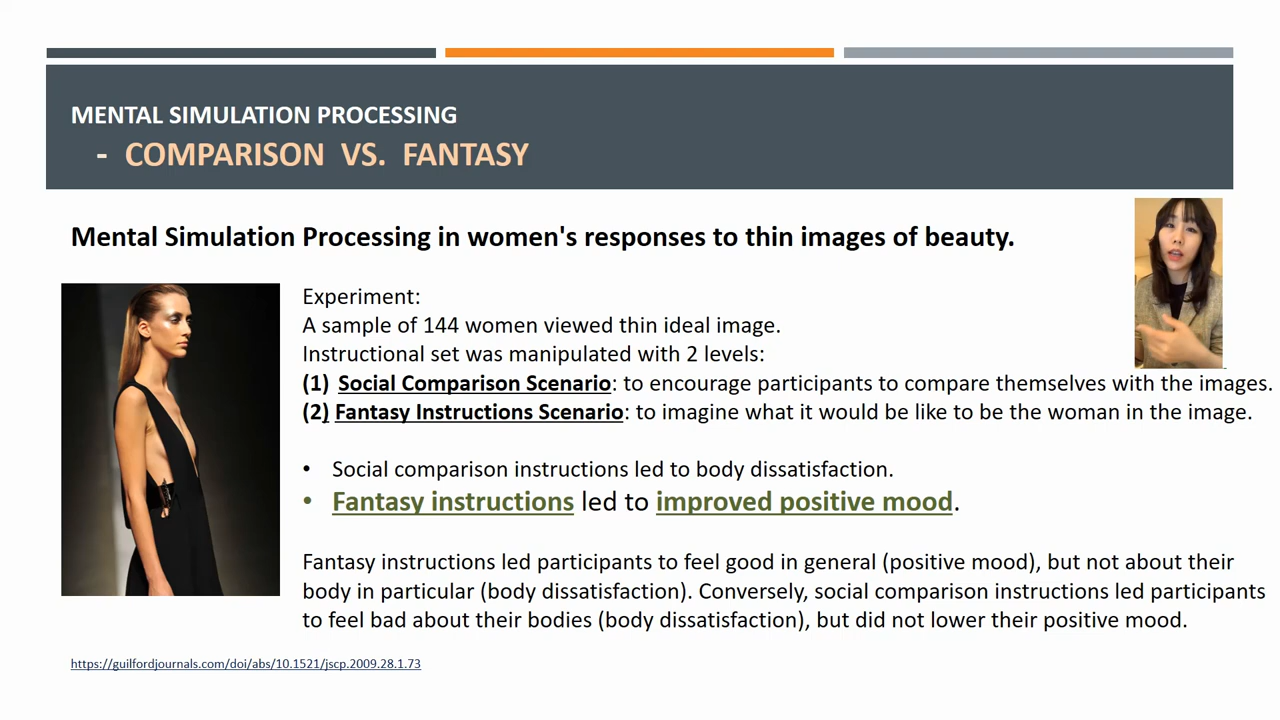 MENTAL SIMULATION PROCESSING
- COMPARISON VS. FANTASY
Mental Simulation Processing in women's responses to thin images of beauty.
Experiment:
A sample of 144 women viewed thin ideal image.
Instructional set was manipulated with 2 levels:
(1) Social Comparison Scenario: to encourage participants to compare themselves with the images.
(2) Fantasy Instructions Scenario: to imagine what it would be like to be the woman in the image.
• Social comparison instructions led to body dissatisfaction.
• Fantasy instructions led to improved positive mood.
Fantasy instructions led participants to feel good in general (positive mood), but not about their
body in particular (body dissatisfaction). Conversely, social comparison instructions led participants
to feel bad about their bodies (body dissatisfaction), but did not lower their positive mood.
https://guilfordjournals.com/doi/abs/10.1521/jscp.2009.28.1.73